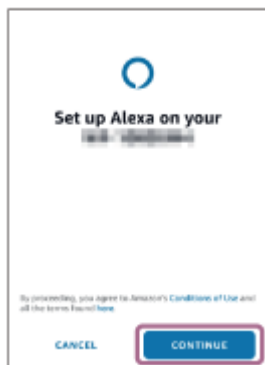 Set up Alexa on your
By proceeding, you agree to Amazon's Conditions of Use and
all the terms found here.
CANCEL
CONTINUE